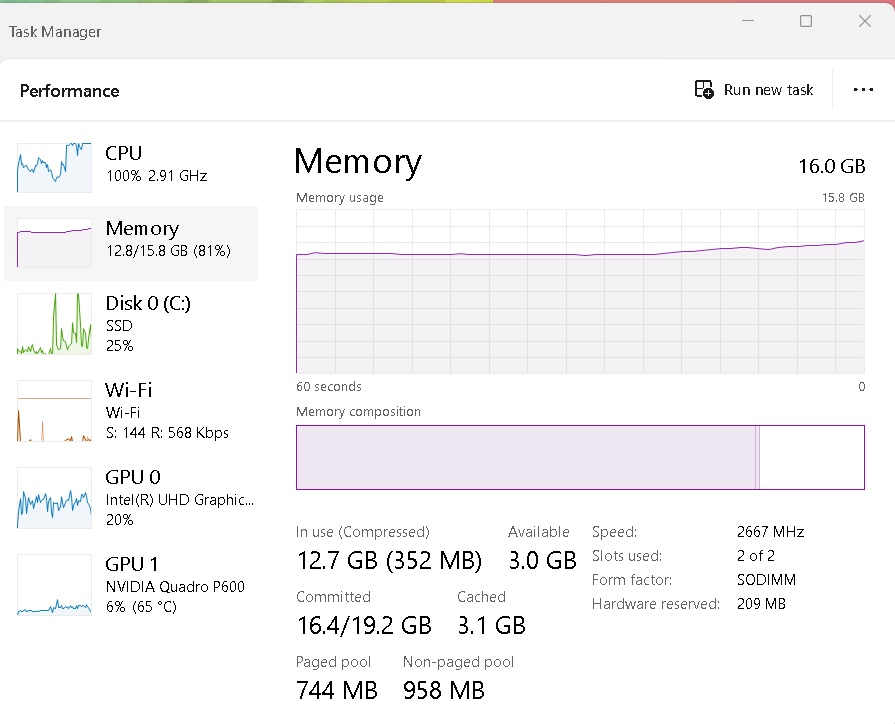 Task Manager
Performance
Run new task
CPU
100% 2.91 GHz
Memory
12.8/15.8 GB (81%)
Disk 0 (C:)
SSD
25%
Wi-Fi
Wi-Fi
S: 144 R: 568 Kbps
GPU 0
Intel(R) UHD Graphic...
20%
GPU 1
NVIDIA Quadro P600
6% (65 °C)
Memory
16.0 GB
Memory usage
15.8 GB
60 seconds
0
Memory composition
In use (Compressed)
12.7 GB (352 MB)
Available
3.0 GB
Committed
16.4/19.2 GB
Cached
3.1 GB
Paged pool
744 MB
Non-paged pool
958 MB
Speed: 2667 MHz
Slots used: 2 of 2
Form factor: SODIMM
Hardware reserved: 209 MB